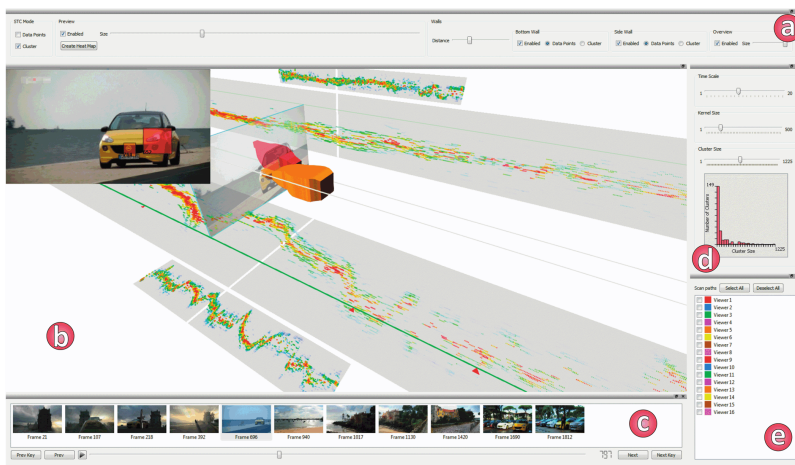 STC Mode
Data Points
Cluster
Preview
Enabled Size
Create Heat Map
Walls
Distance
Bottom Wall
Enabled Data Points Cluster
Side Wall
Enabled Data Points Cluster
Overview
Enabled Size
a
Time Scale
1 20
Kernel Size
1 500
Cluster Size
1 1225
149
Number of Clusters
1225
Cluster Size
d
b
Scan paths Select All Deselect All
Viewer 1
Viewer 2
Viewer 3
Viewer 4
Viewer 5
Viewer 6
Viewer 7
Viewer 8
Viewer 9
Viewer 10
Viewer 11
Viewer 12
Viewer 13
Viewer 14
Viewer 15
Viewer 16
e
Frame 21 Frame 107 Frame 218 Frame 392 Frame 696 Frame 940 Frame 1017 Frame 1130 Frame 1420 Frame 1690 Frame 1812
c
Prev Key Prev 797 Next Next Key